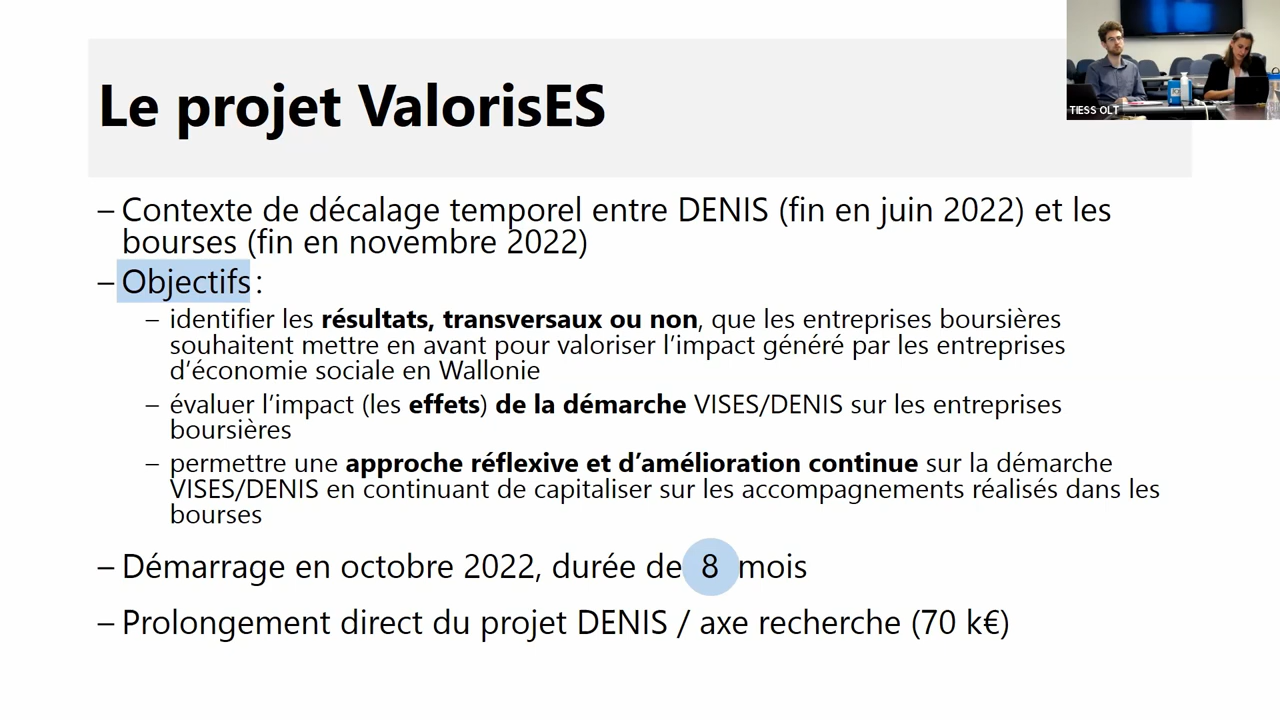 Le projet ValorisES
TIESS OLT
– Contexte de décalage temporel entre DENIS (fin en juin 2022) et les
bourses (fin en novembre 2022)
– Objectifs :
– identifier les résultats, transversaux ou non, que les entreprises boursières
souhaitent mettre en avant pour valoriser l’impact généré par les entreprises
d’économie sociale en Wallonie
– évaluer l’impact (les effets) de la démarche VISES/DENIS sur les entreprises
boursières
– permettre une approche réflexive et d’amélioration continue sur la démarche
VISES/DENIS en continuant de capitaliser sur les accompagnements réalisés dans les
bourses
– Démarrage en octobre 2022, durée de 8 mois
– Prolongement direct du projet DENIS / axe recherche (70 k€)